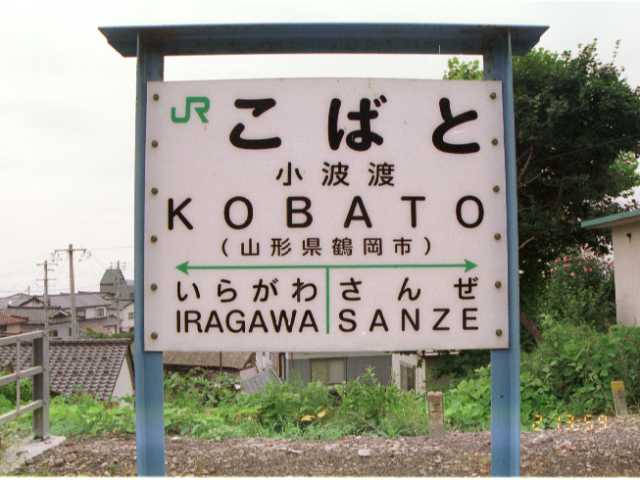 JR こばと
小波渡
KOBATO
(山形県鶴岡市)
いらがわ さんぜ
IRAGAWA SANZE